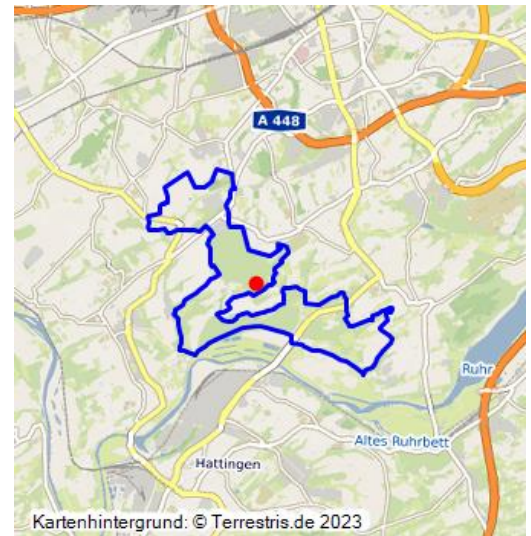 A 448
Ruhr
Altes Ruhrbett
Hattingen
Kartenhintergrund: © Terrestris.de 2023